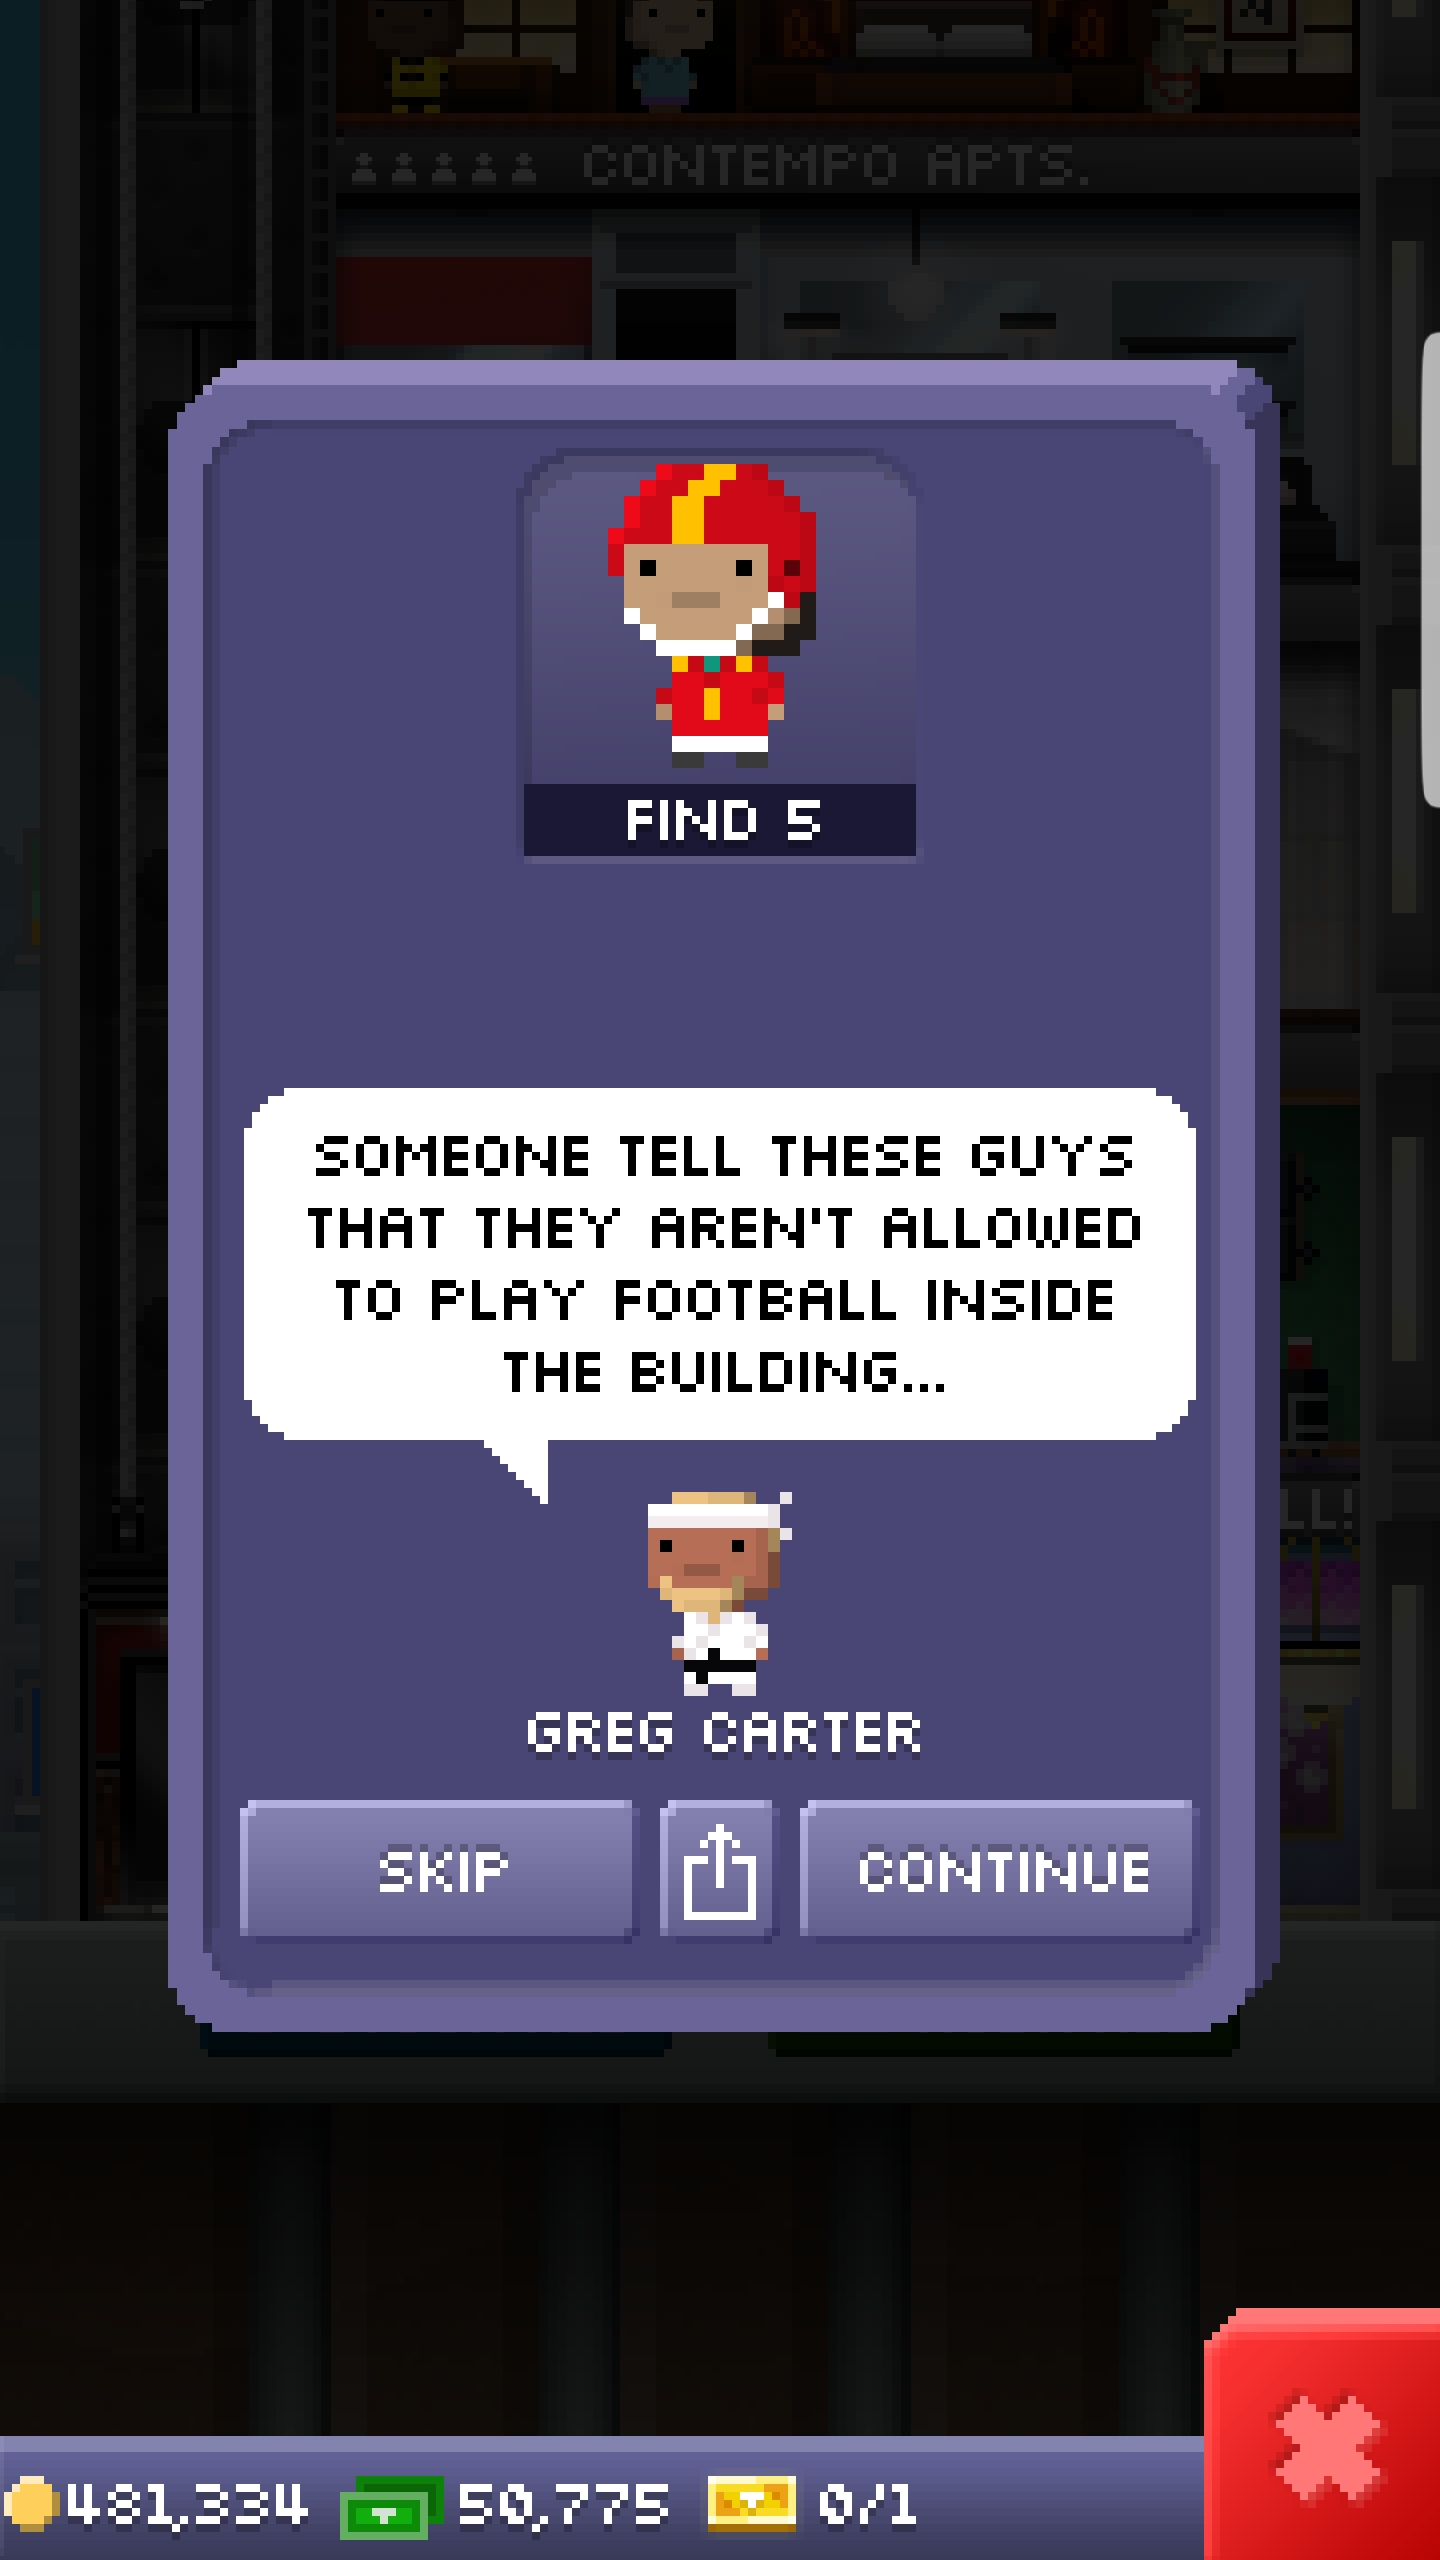 CONTEMPO APTS.
FIND 5
SOMEONE TELL THESE GUYS
THAT THEY AREN'T ALLOWED
TO PLAY FOOTBALL INSIDE
THE BUILDING...
LL!
GREG CARTER
SKIP
CONTINUE
481,334 50,775 0/1